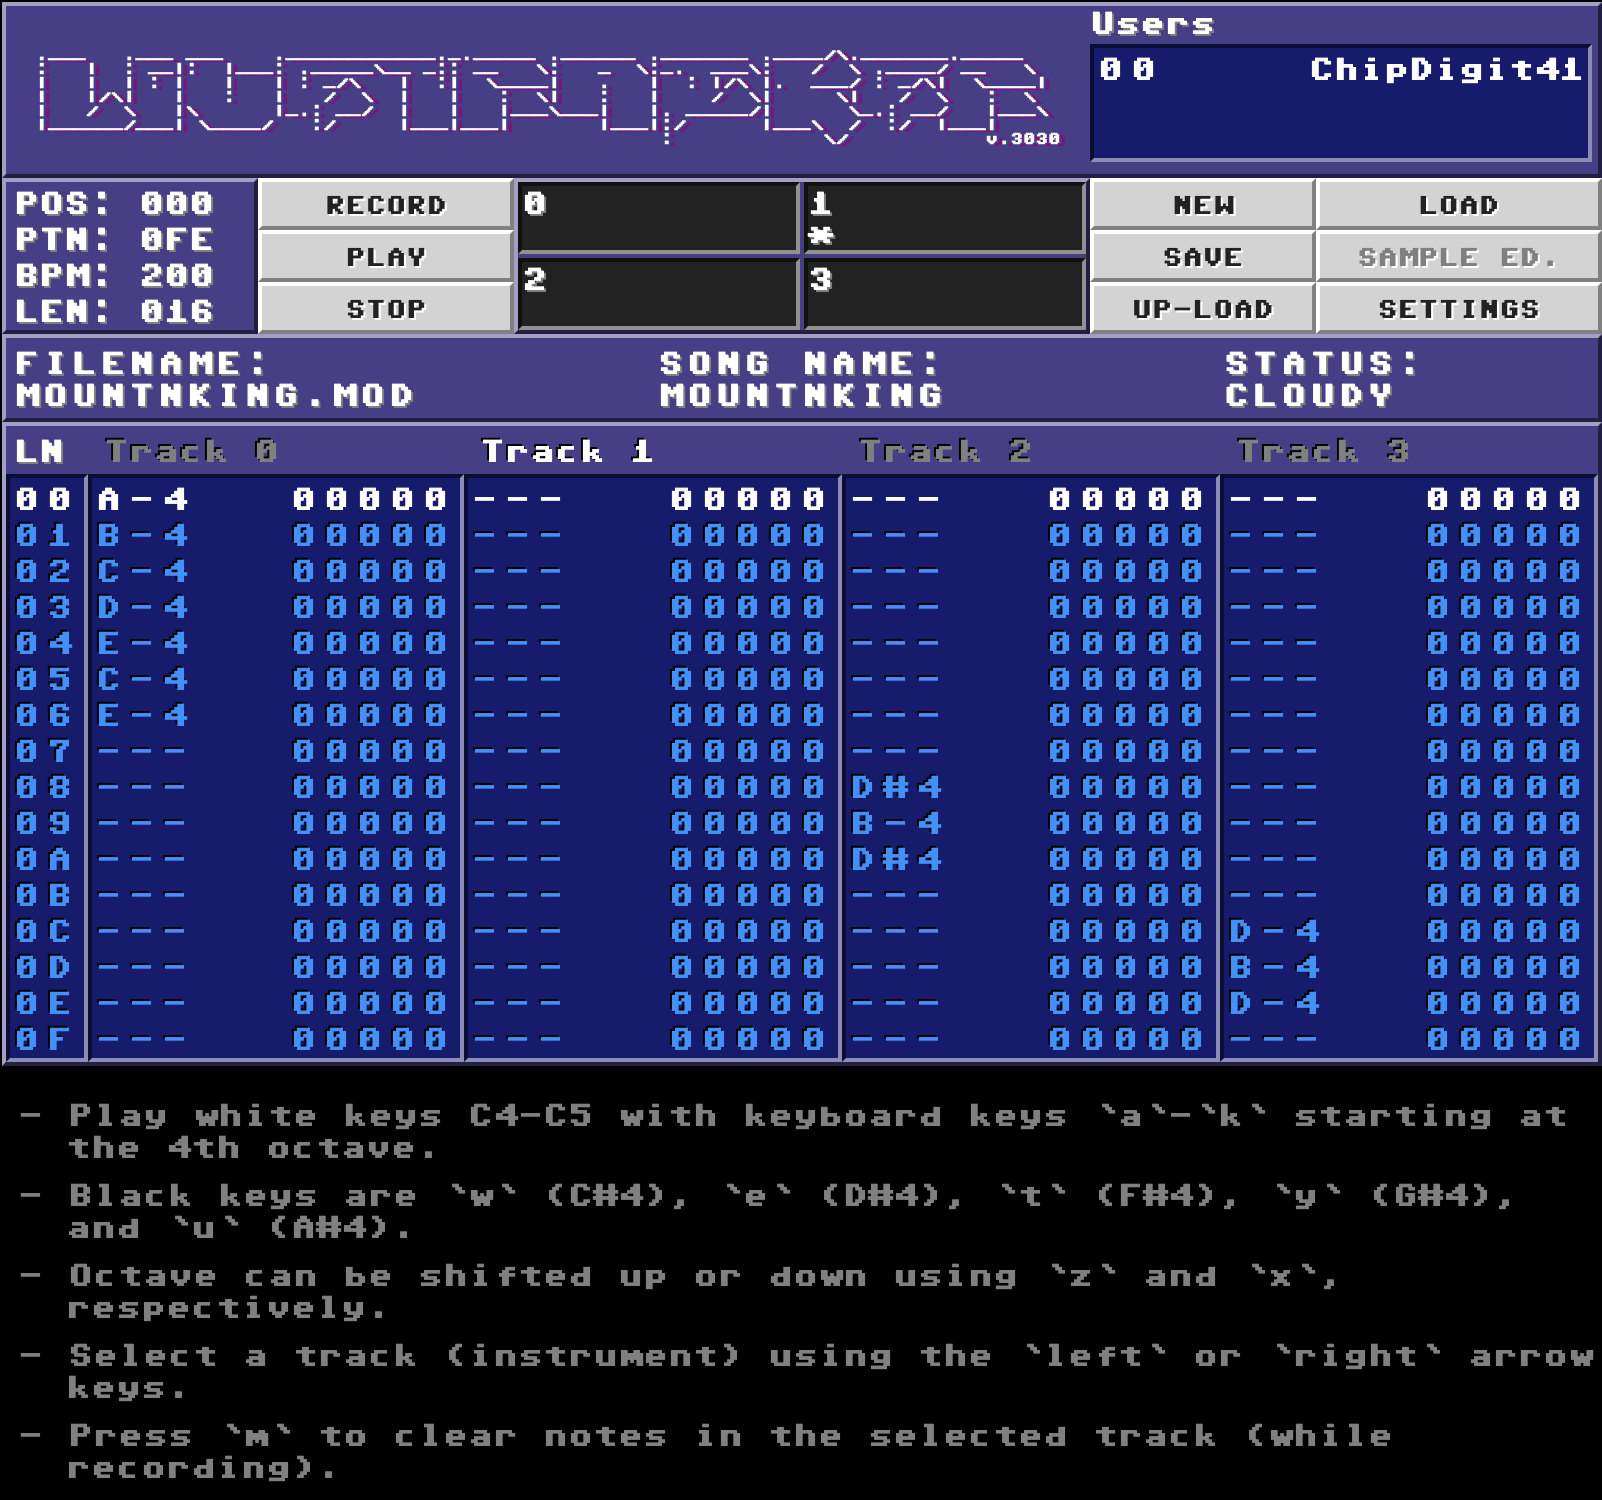 Users
00 ChipDigit41
v.3030
POS: 000
PTN: 0FE
BPM: 200
LEN: 016
RECORD
PLAY
STOP
0
1
*
2
3
NEW
LOAD
SAVE
SAMPLE ED.
UP-LOAD
SETTINGS
FILENAME:
MOUNTNKING.MOD
SONG NAME:
MOUNTNKING
STATUS:
CLOUDY
LN Track 0 Track 1 Track 2 Track 3
00 A-4 00000 --- 00000 --- 00000 --- 00000
01 B-4 00000 --- 00000 --- 00000 --- 00000
02 C-4 00000 --- 00000 --- 00000 --- 00000
03 D-4 00000 --- 00000 --- 00000 --- 00000
04 E-4 00000 --- 00000 --- 00000 --- 00000
05 C-4 00000 --- 00000 --- 00000 --- 00000
06 E-4 00000 --- 00000 --- 00000 --- 00000
07 --- 00000 --- 00000 --- 00000 --- 00000
08 --- 00000 --- 00000 D#4 00000 --- 00000
09 --- 00000 --- 00000 B-4 00000 --- 00000
0A --- 00000 --- 00000 D#4 00000 --- 00000
0B --- 00000 --- 00000 --- 00000 --- 00000
0C --- 00000 --- 00000 --- 00000 D-4 00000
0D --- 00000 --- 00000 --- 00000 B-4 00000
0E --- 00000 --- 00000 --- 00000 D-4 00000
0F --- 00000 --- 00000 --- 00000 --- 00000
- Play white keys C4-C5 with keyboard keys `a`-`k` starting at
the 4th octave.
- Black keys are `w` (C#4), `e` (D#4), `t` (F#4), `y` (G#4),
and `u` (A#4).
- Octave can be shifted up or down using `z` and `x`,
respectively.
- Select a track (instrument) using the `left` or `right` arrow
keys.
- Press `m` to clear notes in the selected track (while
recording).